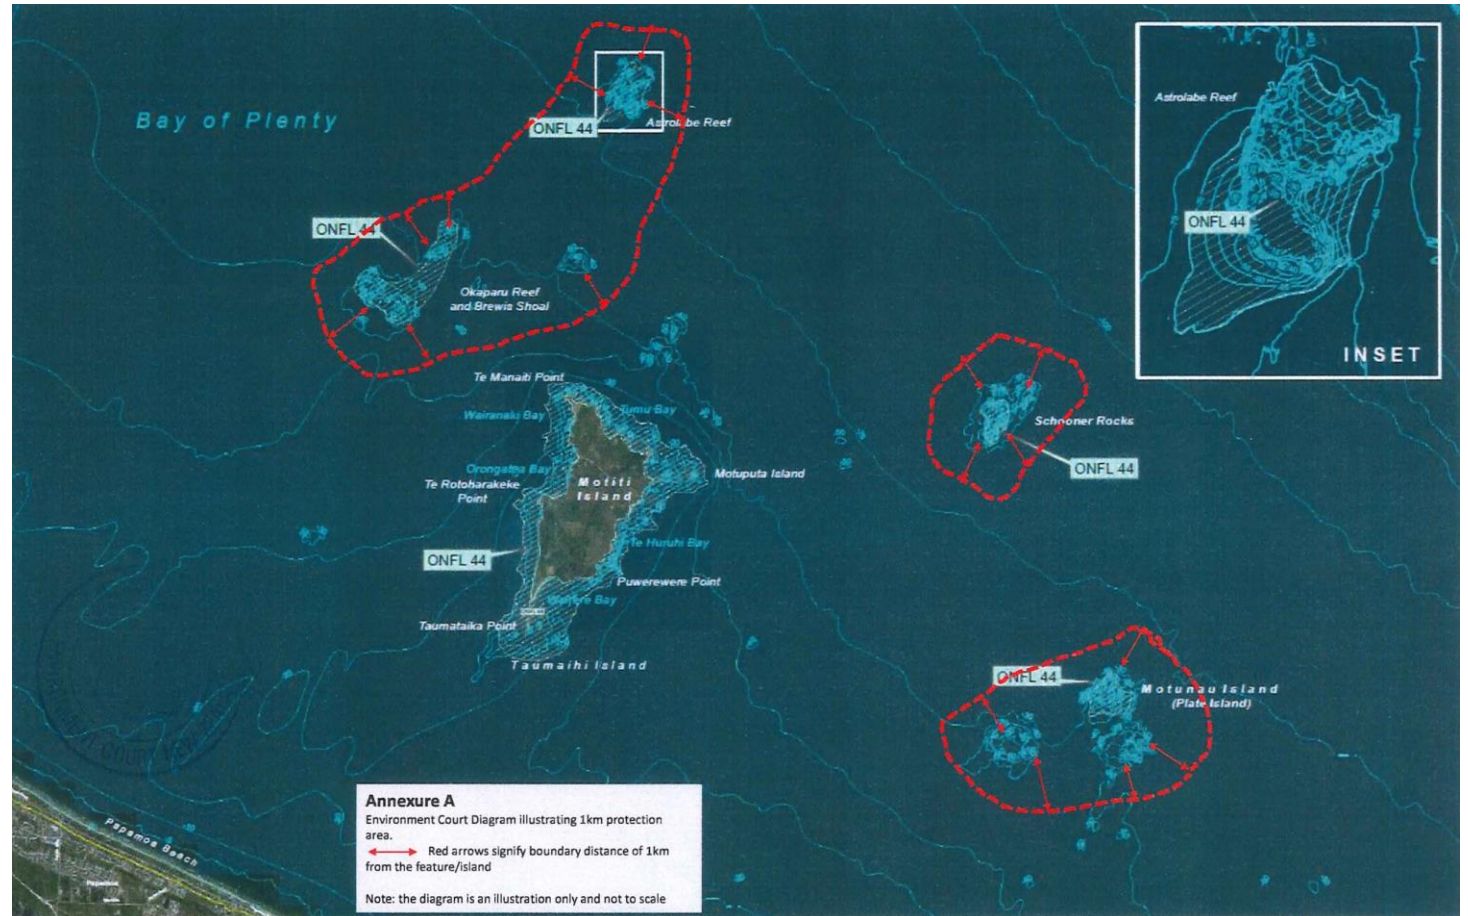 Bay of Plenty
ONFL 44
Astrolabe Reef
Astrolabe Reef
ONFL 44
INSET
ONFL 44
Okaparu Reef
and Brewis Shoal
Te Manaiti Point
Wairanaki Bay
Tumu Bay
Schooner Rocks
ONFL 44
Orongatea Bay
Motuputa Island
Te Rotoharakeke
Point
Motiti
Island
Te Huruhi Bay
ONFL 44
Puwerewere Point
Bay
Taumataika Point
Taumaihi Island
ONFL 44
Motunau Island
(Plate Island)
COURT
Papamoa Beach
Papamoa
Annexure A
Environment Court Diagram illustrating 1km protection
area.
Red arrows signify boundary distance of 1km
from the feature/island
Note: the diagram is an illustration only and not to scale